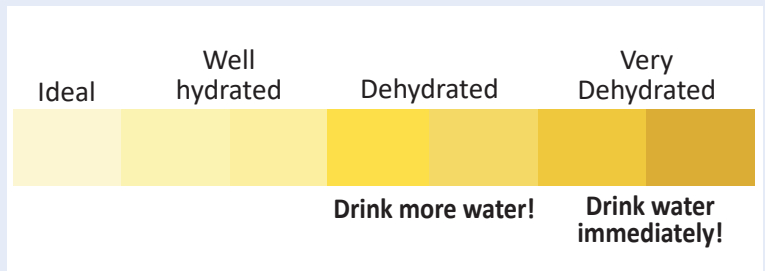 Ideal
Well
hydrated
Dehydrated
Very
Dehydrated
Drink more water!
Drink water
immediately!